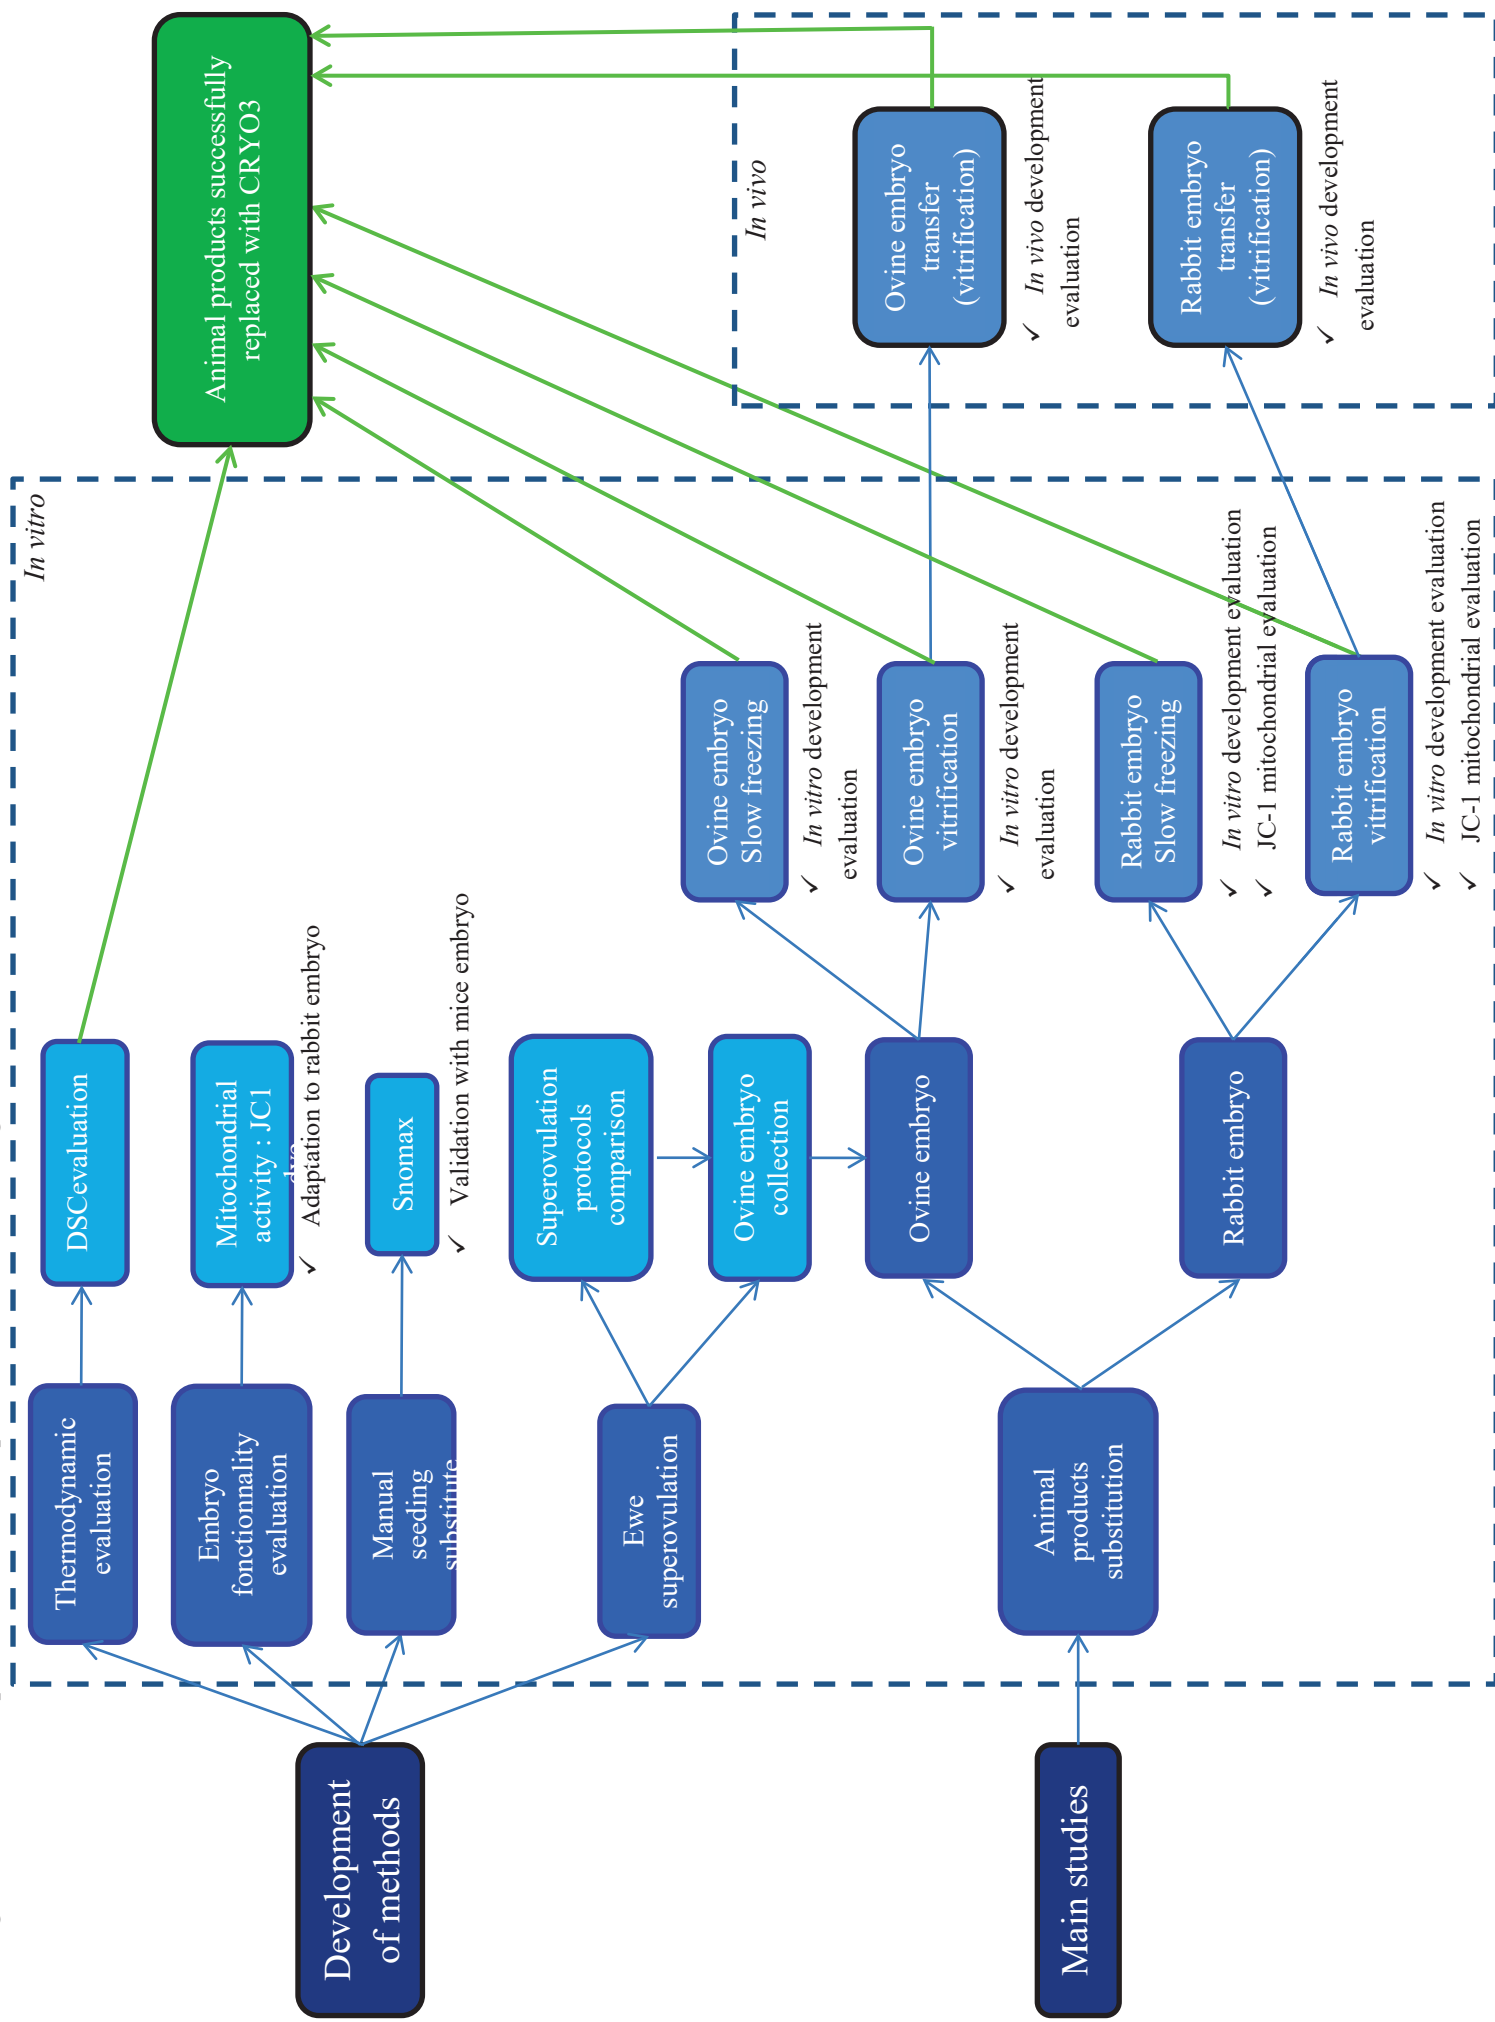 Development
of methods
Main studies
In vitro
Thermodynamic
evaluation
DSCevaluation
Embryo
fonctionnality
evaluation
Mitochondrial
activity : JC1
✓ Adaptation to rabbit embryo
Manual
seeding
substitute
Snomax
✓ Validation with mice embryo
Ewe
superovulation
Superovulation
protocols
comparison
Ovine embryo
collection
Animal
products
substitution
Ovine embryo
Rabbit embryo
Ovine embryo
Slow freezing
✓ In vitro development
evaluation
Ovine embryo
vitrification
✓ In vitro development
evaluation
Rabbit embryo
Slow freezing
✓ In vitro development evaluation
✓ JC-1 mitochondrial evaluation
Rabbit embryo
vitrification
✓ In vitro development evaluation
✓ JC-1 mitochondrial evaluation
Animal products successfully
replaced with CRYO3
In vivo
Ovine embryo
transfer
(vitrification)
✓ In vivo development
evaluation
Rabbit embryo
transfer
(vitrification)
✓ In vivo development
evaluation